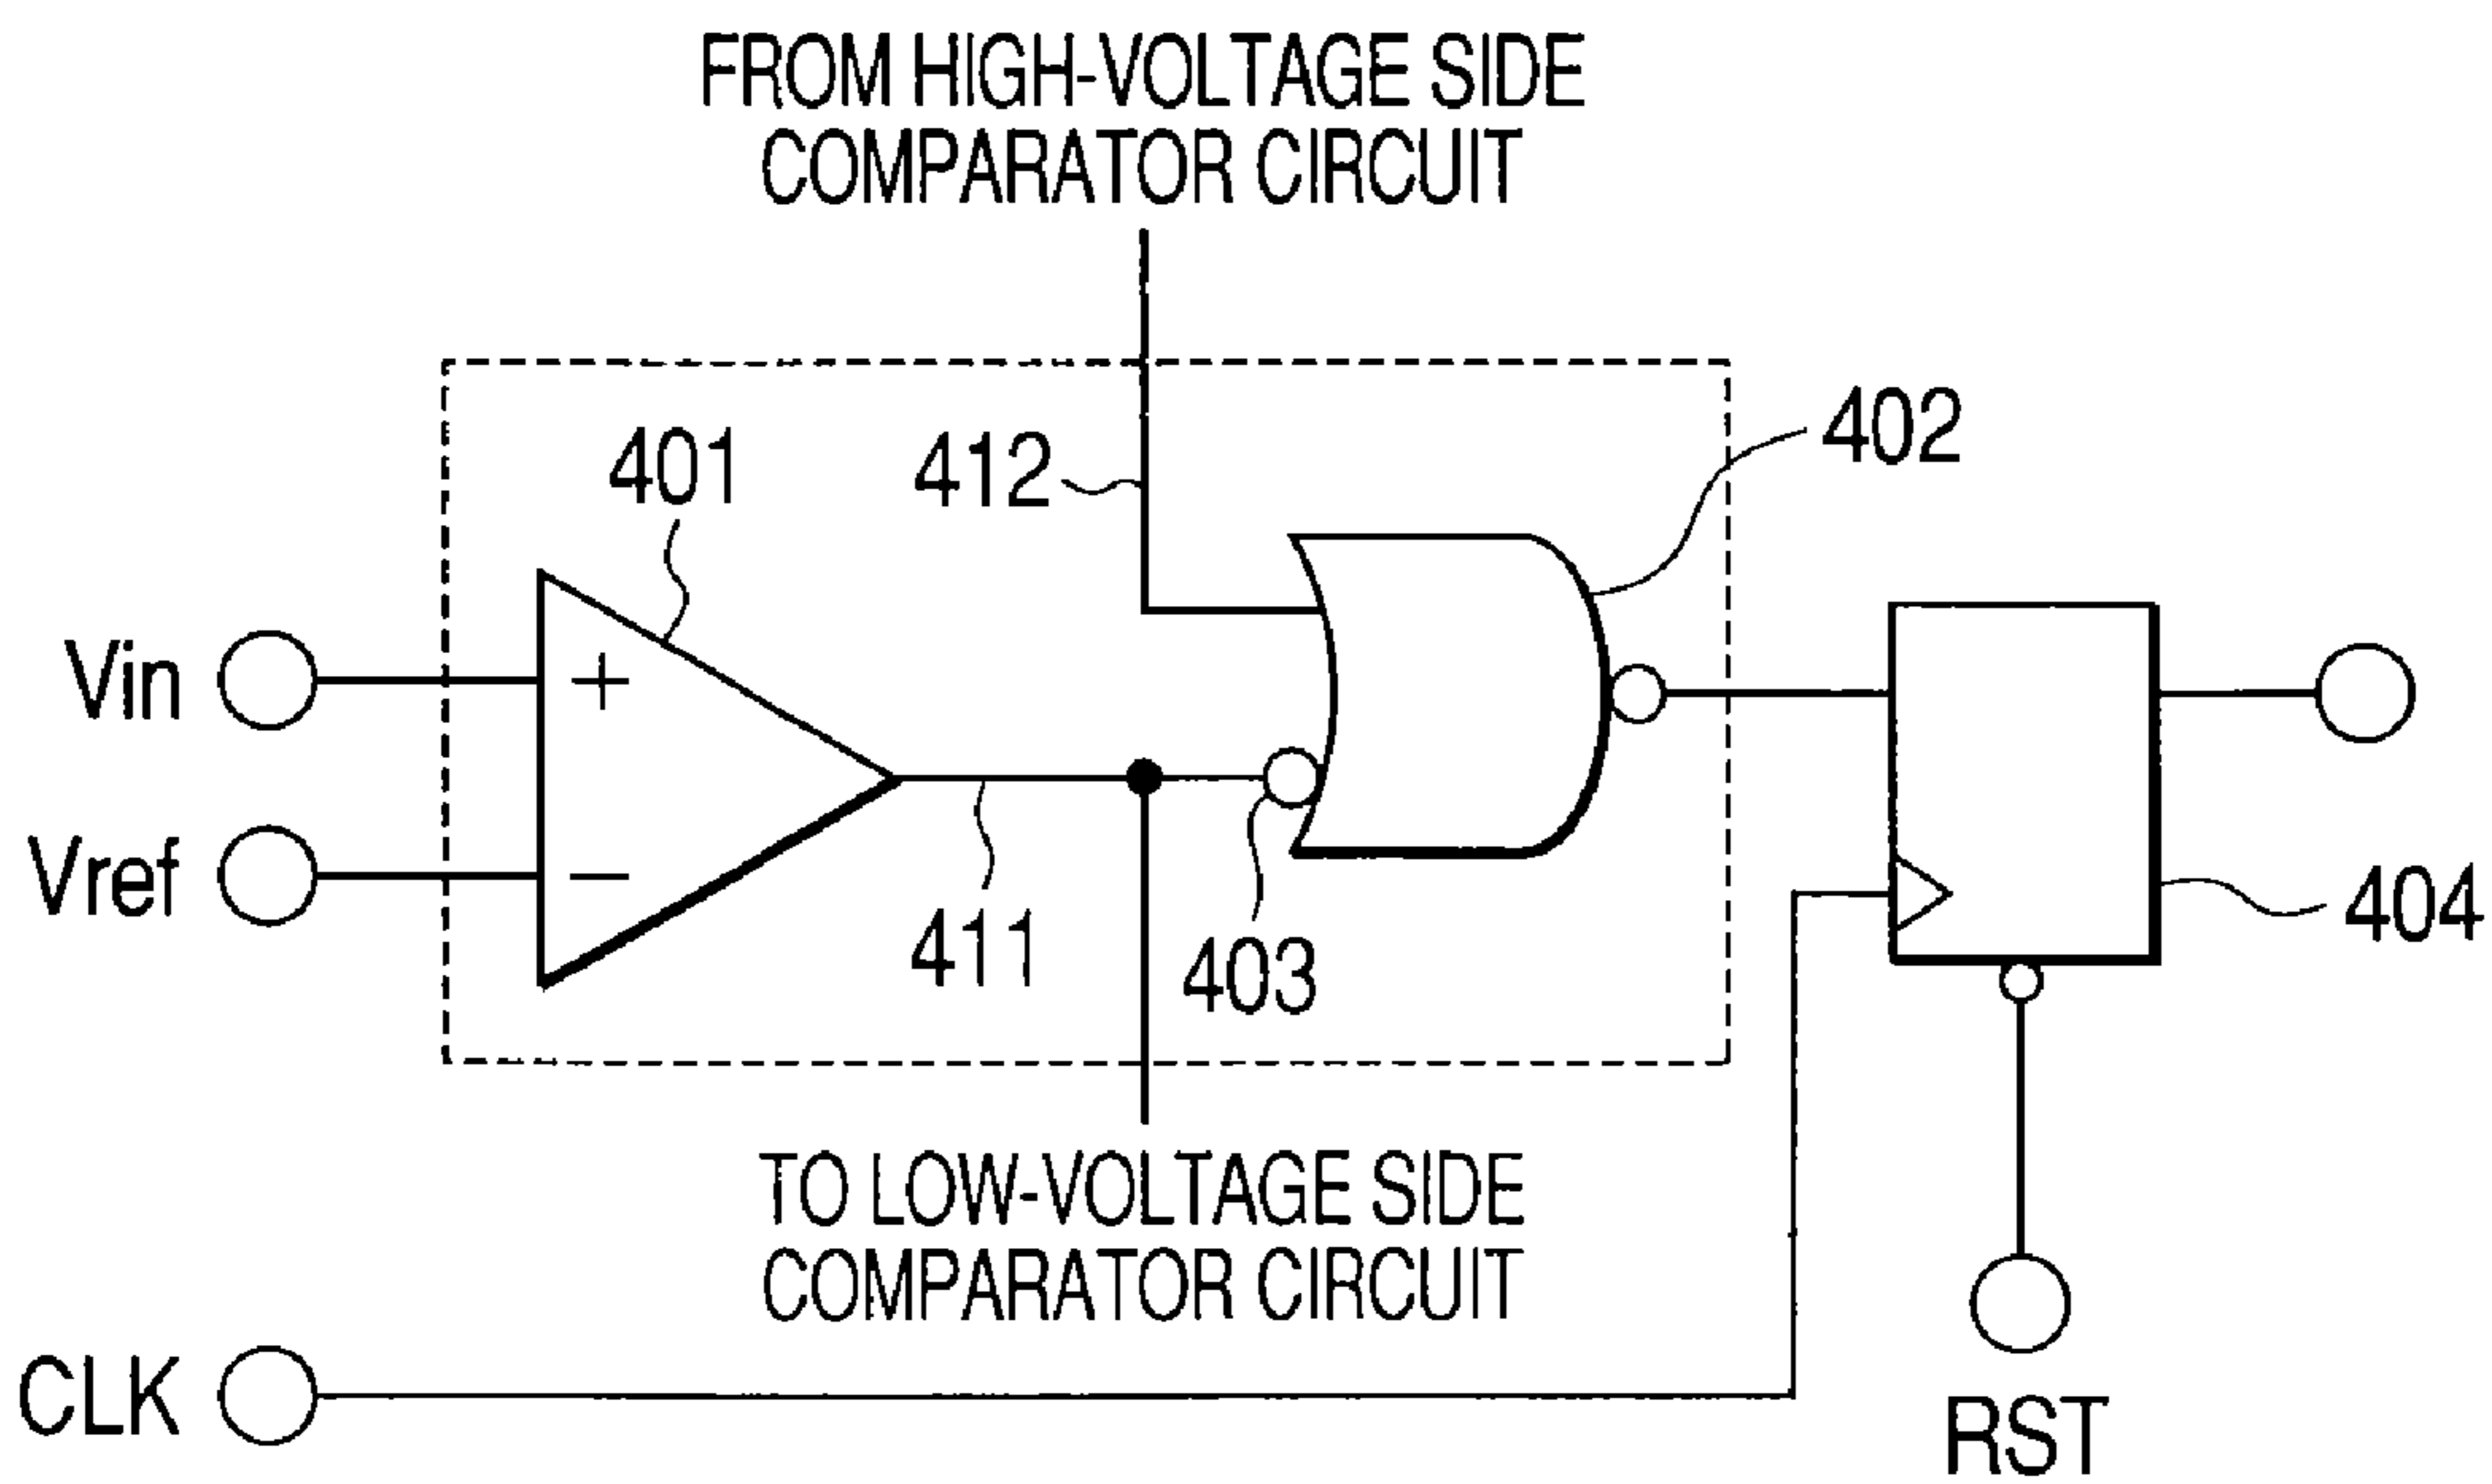 FROM HIGH-VOLTAGE SIDE
COMPARATOR CIRCUIT
402
401
412
+
Vin
Vref
−
404
411
403
TO LOW-VOLTAGE SIDE
COMPARATOR CIRCUIT
CLK
RST